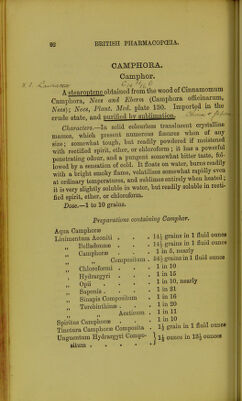 92 BRITISH PHARMACOPŒIA.
CAMPHORA.
Camphor.
A stearoptene obtained from the wood of Cinnamomum
Camphora, Nees and Eberm (Camphora officinarum,
Nees); Nees, Plant. Med. plate 130. Imported in the
crude state, and purified by sublimation.
Characters.—In solid colourless translucent crystalline
masses, which present numerous fissures when of any
size; somewhat tough, but readily powdered if moistened
with rectified spirit, ether, or chloroform; it has a powerful
penetrating odour, and a pungent somewhat bitter taste, fol-
lowed by a sensation of cold. It floats on water, burns readily
with a bright smoky flame, volatilises somewhat rapidly even
at ordinary temperatures, and sublimes entirely when heated;
it is very slightly soluble in water, but readily soluble in recti-
fied spirit, ether, or chloroform.
Dose.—1 to 10 grains.
Preparations containing Camphor.
Aqua Camphoræ
Linimentum Aconiti . . . 14½ grains in 1 fluid ounce
„ Belladonnæ . . 14½ grains in 1 fluid ounce
„ Camphoræ . . . 1 in 5, nearly
„ „ Compositum . 54½ grains in 1 fluid ounce
„ Chloroformi . . 1 in 10
„ Hydrargyri . . 1 in 15
„ Opii . . . . 1 in 10, nearly
„ Saponis . . . 1 in 21
„ Sinapis Compositum 1 in 16
„ Terebinthinæ . . 1 in 20
„ „ Aceticum . 1 in 11
Spiritus Camphoræ . . . 1 in 10
Tinctura Camphoræ Composita . 1½ grain in 1 fluid ounce
Unguentum Hydrargyri Compo-
situm . . . . . } 1½ ounce in 13½ ounces